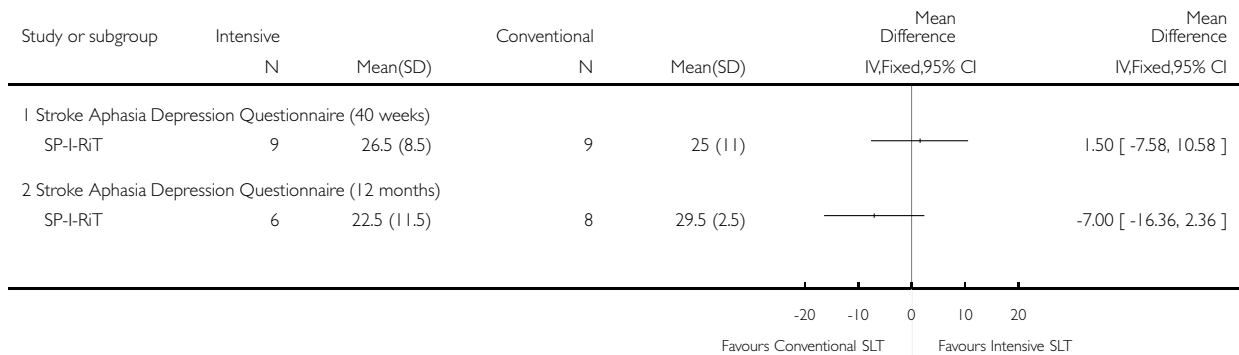 Study or subgroup Intensive Conventional Mean Difference Mean Difference
N Mean(SD) N Mean(SD) IV,Fixed,95% CI IV,Fixed,95% CI
1 Stroke Aphasia Depression Questionnaire (40 weeks)
SP-I-RiT 9 26.5 (8.5) 9 25 (11) 1.50 [ -7.58, 10.58 ]
2 Stroke Aphasia Depression Questionnaire (12 months)
SP-I-RiT 6 22.5 (11.5) 8 29.5 (2.5) -7.00 [ -16.36, 2.36 ]
-20 -10 0 10 20
Favours Conventional SLT Favours Intensive SLT